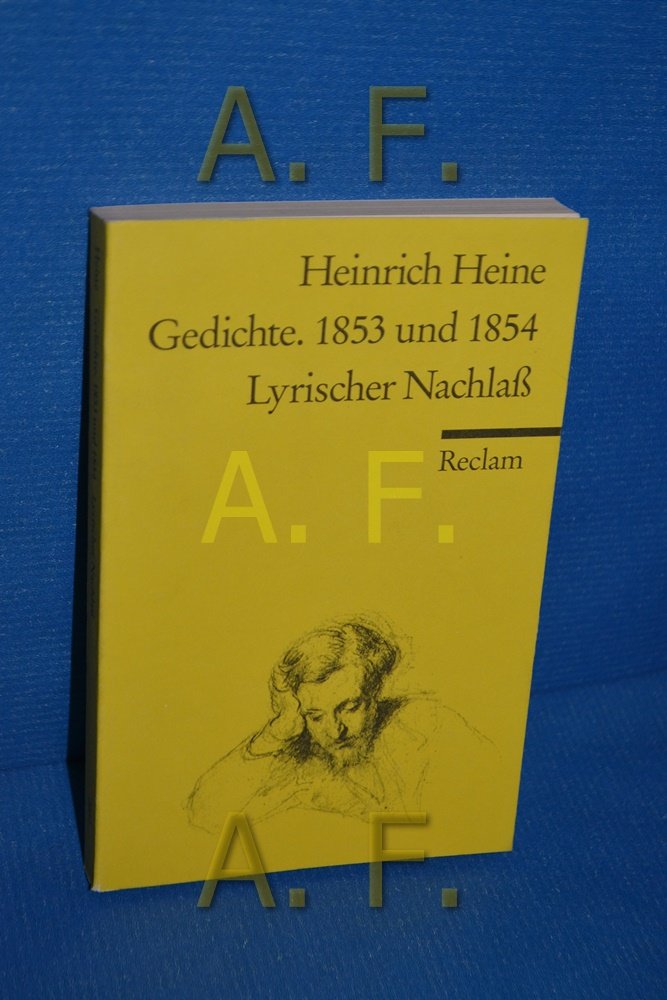 A. F.
Heinrich Heine
Gedichte. 1853 und 1854
Lyrischer Nachlaß
Reclam
A. F.
A. F.